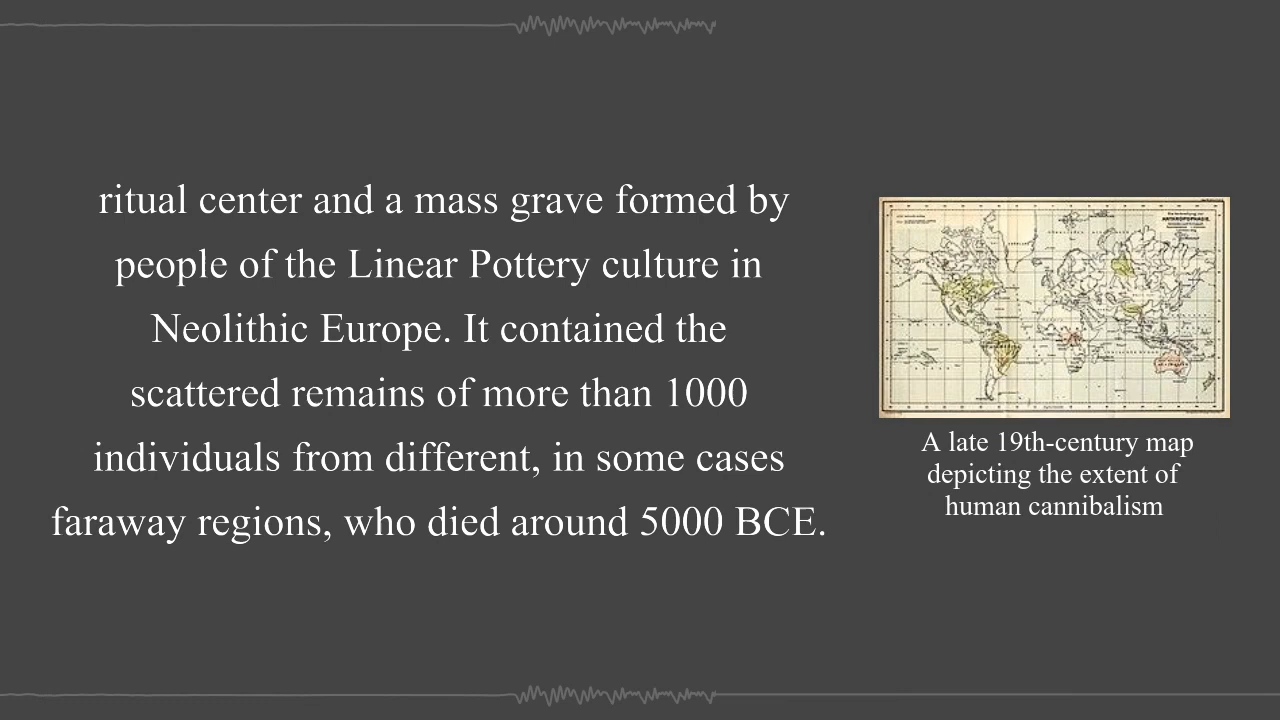 ritual center and a mass grave formed by
people of the Linear Pottery culture in
Neolithic Europe. It contained the
scattered remains of more than 1000
individuals from different, in some cases
faraway regions, who died around 5000 BCE.
ANTHROPOPHAGIE
A late 19th-century map
depicting the extent of
human cannibalism